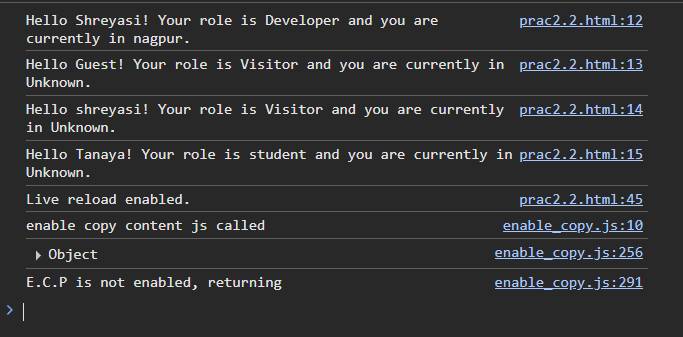 Hello Shreyasi! Your role is Developer and you are prac2.2.html:12
currently in nagpur.
Hello Guest! Your role is Visitor and you are currently in prac2.2.html:13
Unknown.
Hello shreyasi! Your role is Visitor and you are currently prac2.2.html:14
in Unknown.
Hello Tanaya! Your role is student and you are currently in prac2.2.html:15
Unknown.
Live reload enabled. prac2.2.html:45
enable copy content js called enable_copy.js:10
Object enable_copy.js:256
E.C.P is not enabled, returning enable_copy.js:291